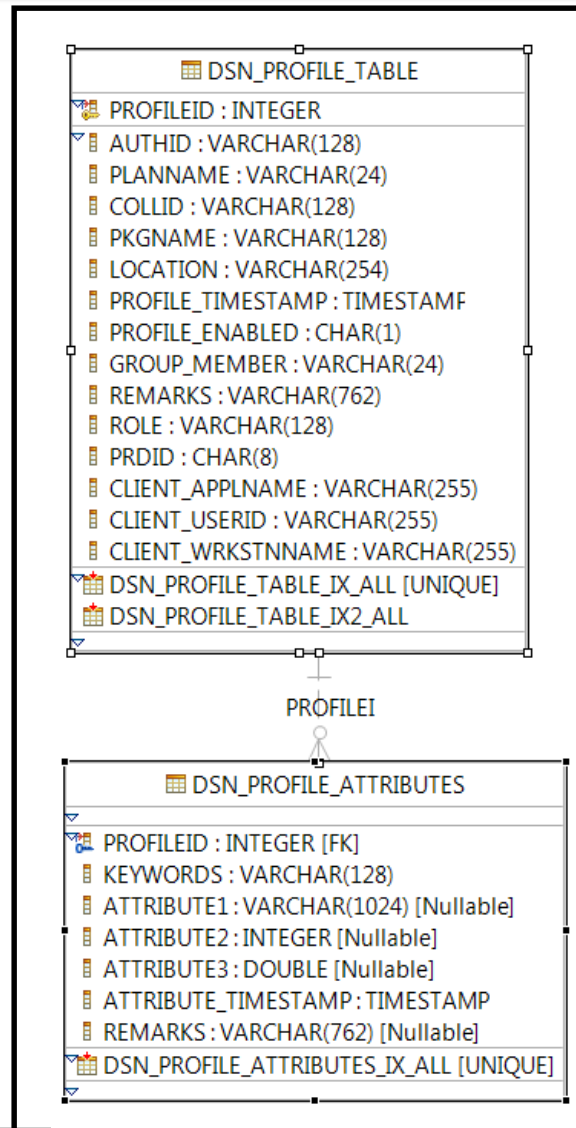 DSN_PROFILE_TABLE
PROFILEID : INTEGER
AUTHID : VARCHAR(128)
PLANNAME : VARCHAR(24)
COLLID : VARCHAR(128)
PKGNAME : VARCHAR(128)
LOCATION : VARCHAR(254)
PROFILE_TIMESTAMP : TIMESTAMF
PROFILE_ENABLED : CHAR(1)
GROUP_MEMBER : VARCHAR(24)
REMARKS : VARCHAR(762)
ROLE : VARCHAR(128)
PRDID : CHAR(8)
CLIENT_APPLNAME : VARCHAR(255)
CLIENT_USERID : VARCHAR(255)
CLIENT_WRKSTNNAME : VARCHAR(255)
DSN_PROFILE_TABLE_IX_ALL [UNIQUE]
DSN_PROFILE_TABLE_IX2_ALL
PROFILEI
DSN_PROFILE_ATTRIBUTES
PROFILEID : INTEGER [FK]
KEYWORDS : VARCHAR(128)
ATTRIBUTE1 : VARCHAR(1024) [Nullable]
ATTRIBUTE2 : INTEGER [Nullable]
ATTRIBUTE3 : DOUBLE [Nullable]
ATTRIBUTE_TIMESTAMP : TIMESTAMP
REMARKS : VARCHAR(762) [Nullable]
DSN_PROFILE_ATTRIBUTES_IX_ALL [UNIQUE]